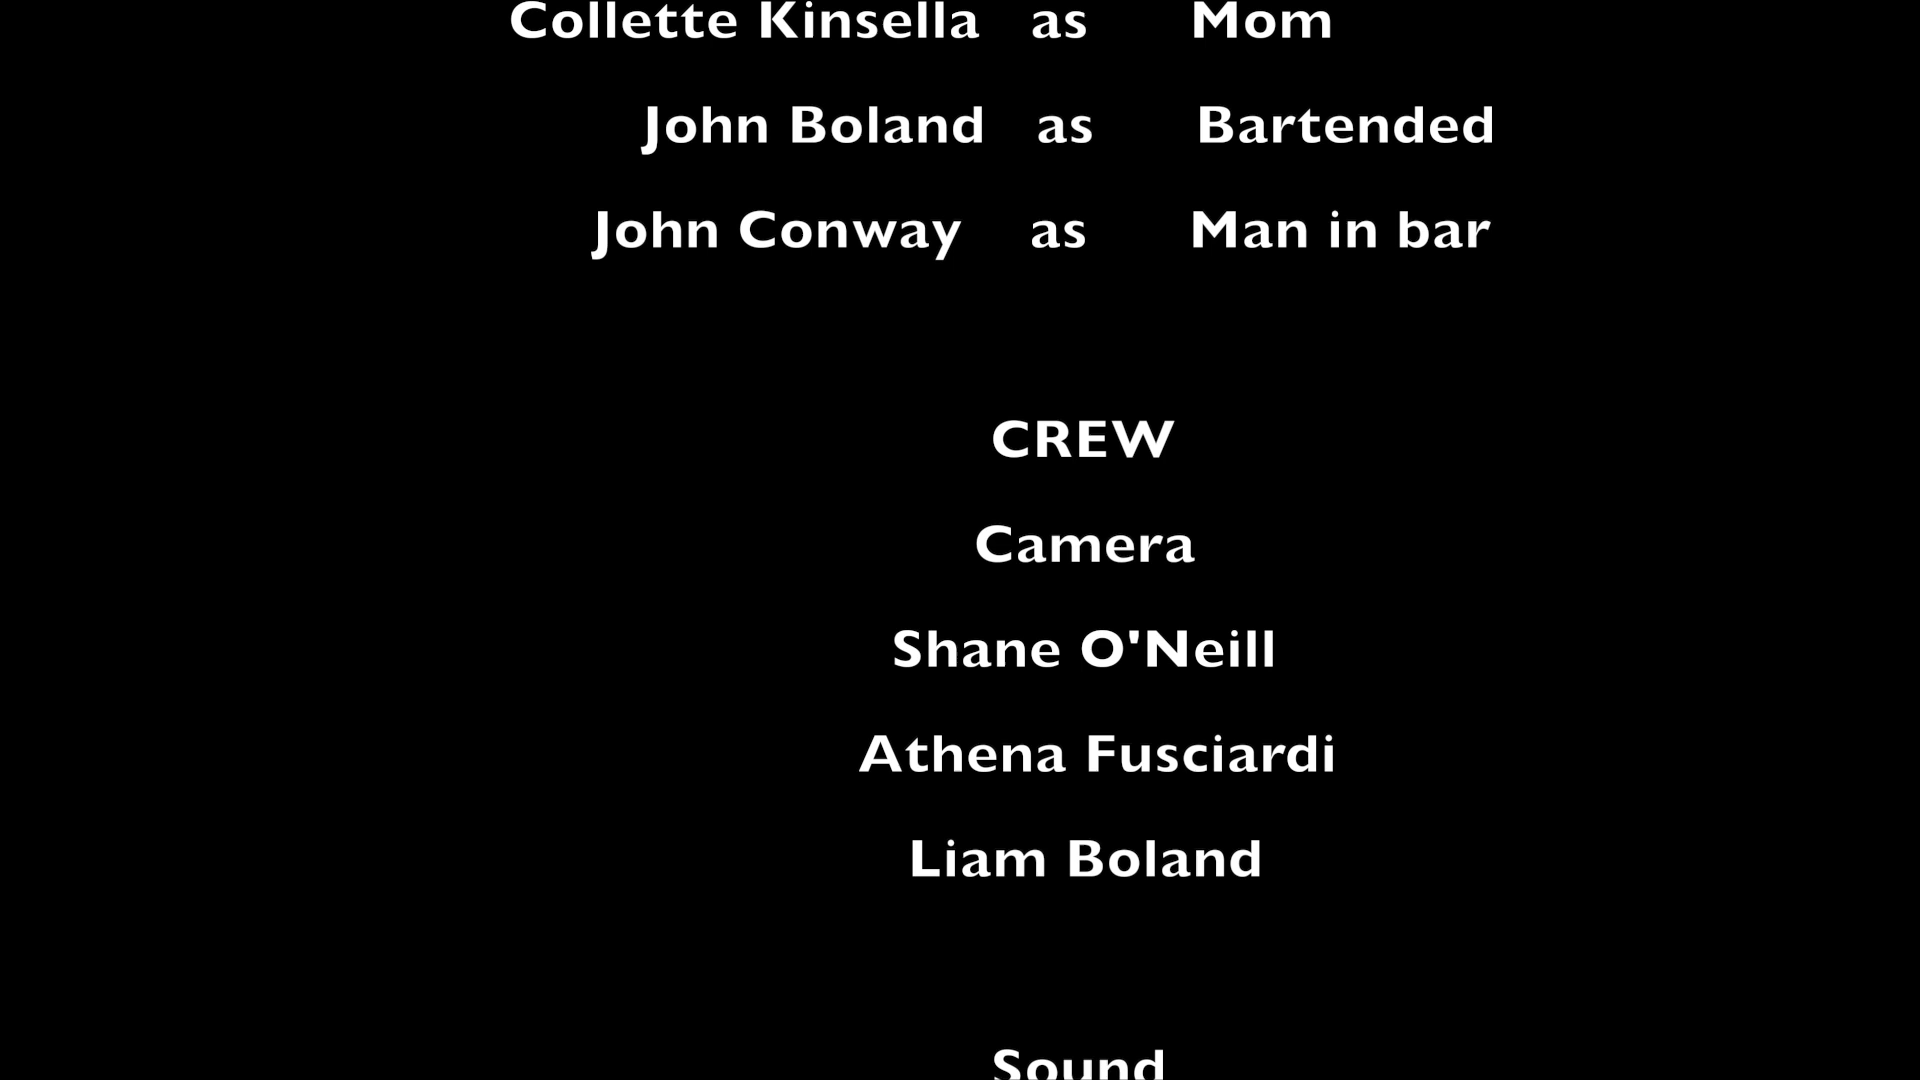 Collette Kinsella as Mom
John Boland as Bartended
John Conway as Man in bar
CREW
Camera
Shane O'Neill
Athena Fusciardi
Liam Boland
Sound